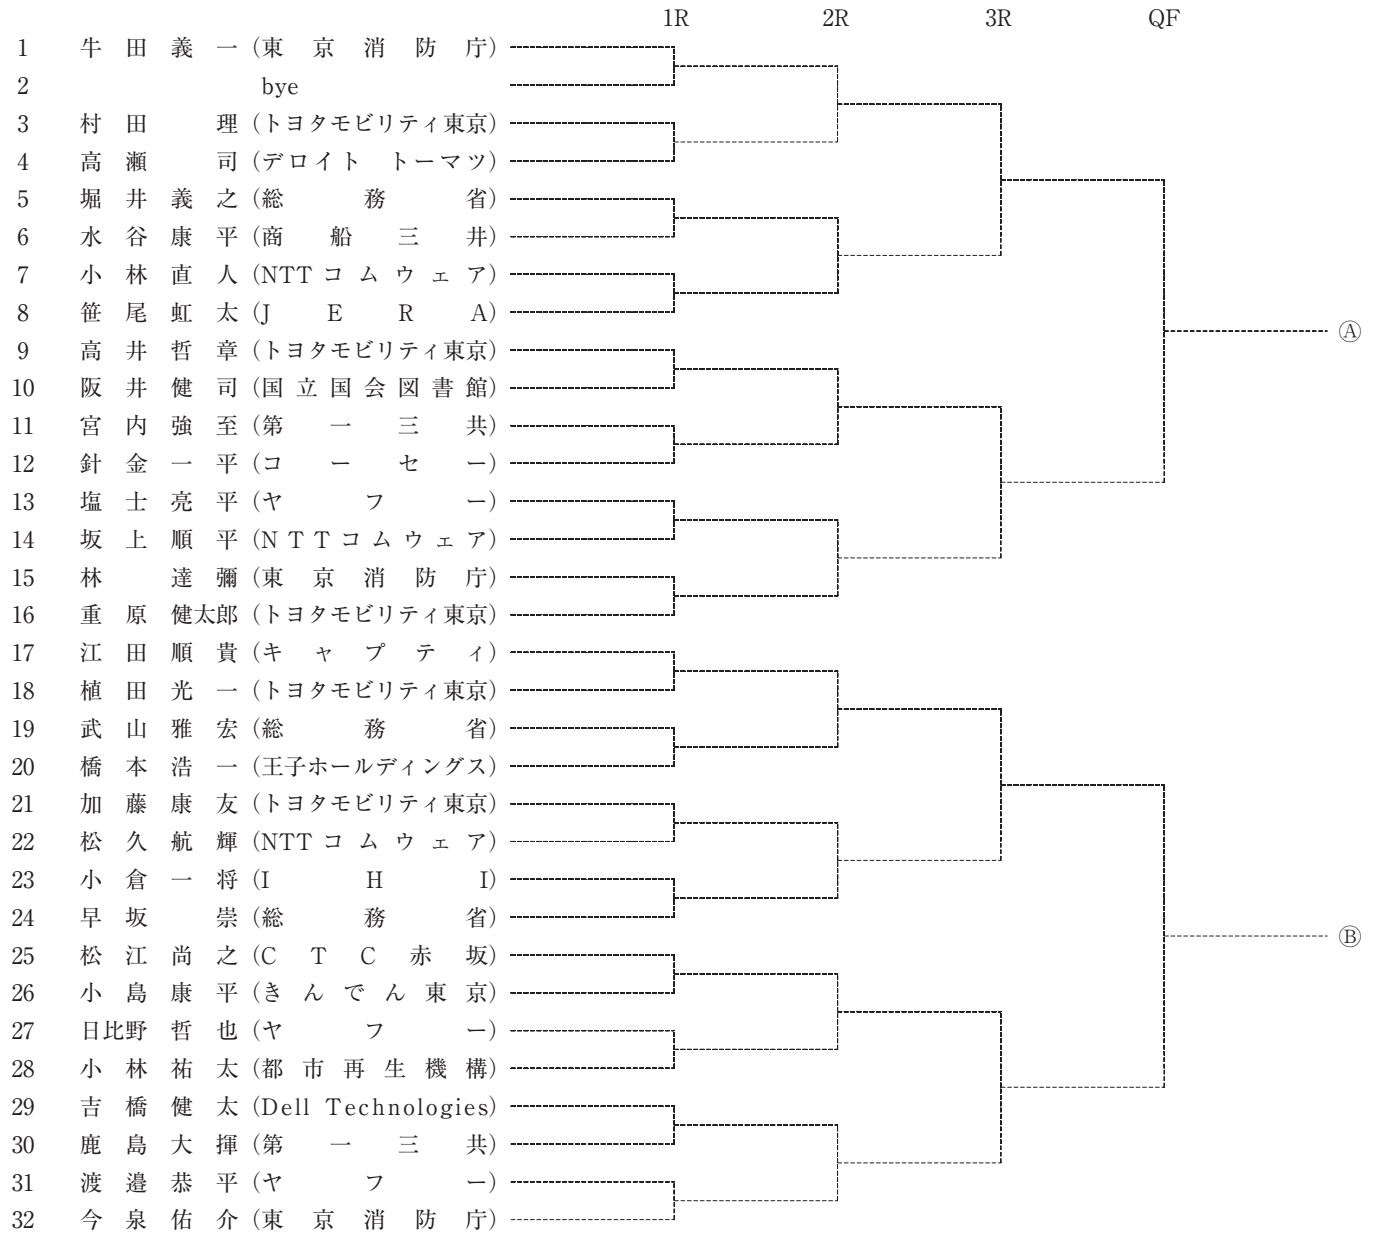 1R 2R 3R QF
1 牛田義一(東京消防庁)
2 bye
3 村田理(トヨタモビリティ東京)
4 高瀬司(デロイト トーマツ)
5 堀井義之(総務省)
6 水谷康平(商船三井)
7 小林直人(NTTコムウェア)
8 笹尾虹太(JERA)
9 高井哲章(トヨタモビリティ東京)
Ⓐ
10 阪井健司(国立国会図書館)
11 宮内強至(第一三共)
12 針金一平(コーセー)
13 塩士亮平(ヤフー)
14 坂上順平(NTTコムウェア)
15 林達彌(東京消防庁)
16 重原健太郎(トヨタモビリティ東京)
17 江田順貴(キャプティ)
18 植田光一(トヨタモビリティ東京)
19 武山雅宏(総務省)
20 橋本浩一(王子ホールディングス)
21 加藤康友(トヨタモビリティ東京)
22 松久航輝(NTTコムウェア)
23 小倉一将(IHI)
24 早坂崇(総務省)
Ⓑ
25 松江尚之(CTC赤坂)
26 小島康平(きんでん東京)
27 日比野哲也(ヤフー)
28 小林祐太(都市再生機構)
29 吉橋健太(Dell Technologies)
30 鹿島大揮(第一三共)
31 渡邉恭平(ヤフー)
32 今泉佑介(東京消防庁)